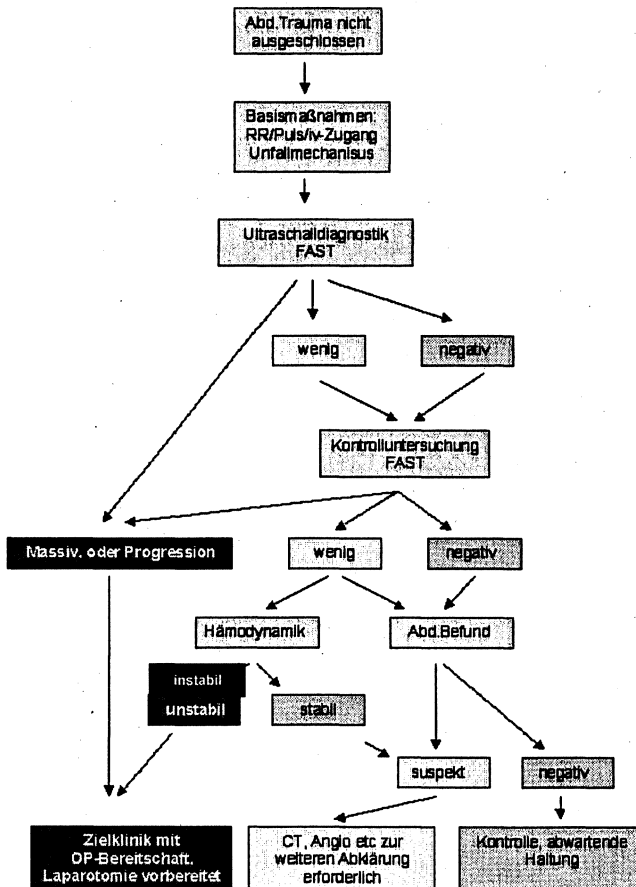 Abd.Trauma nicht
ausgeschlossen
Basismaßnahmen:
RR/Puls/iv-Zugang
Unfallmechanisus
Ultraschalldiagnostik
FAST
wenig
negativ
Kontrolluntersuchung
FAST
Massiv. oder Progression
wenig
negativ
Hämodynamik
Abd.Befund
instabil
unstabil
stabil
suspekt
negativ
Zielklinik mit
OP-Bereitschaft.
Laparotomie vorbereitet
CT, Angio etc zur
weiteren Abklärung
erforderlich
Kontrolle, abwartende
Haltung